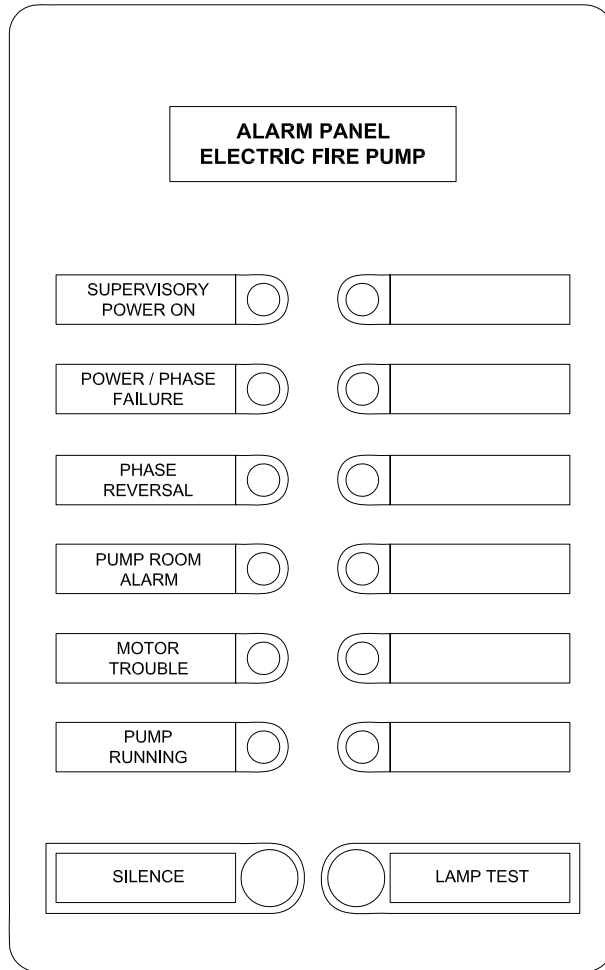 ALARM PANEL
ELECTRIC FIRE PUMP
SUPERVISORY
POWER ON
POWER / PHASE
FAILURE
PHASE
REVERSAL
PUMP ROOM
ALARM
MOTOR
TROUBLE
PUMP
RUNNING
SILENCE
LAMP TEST